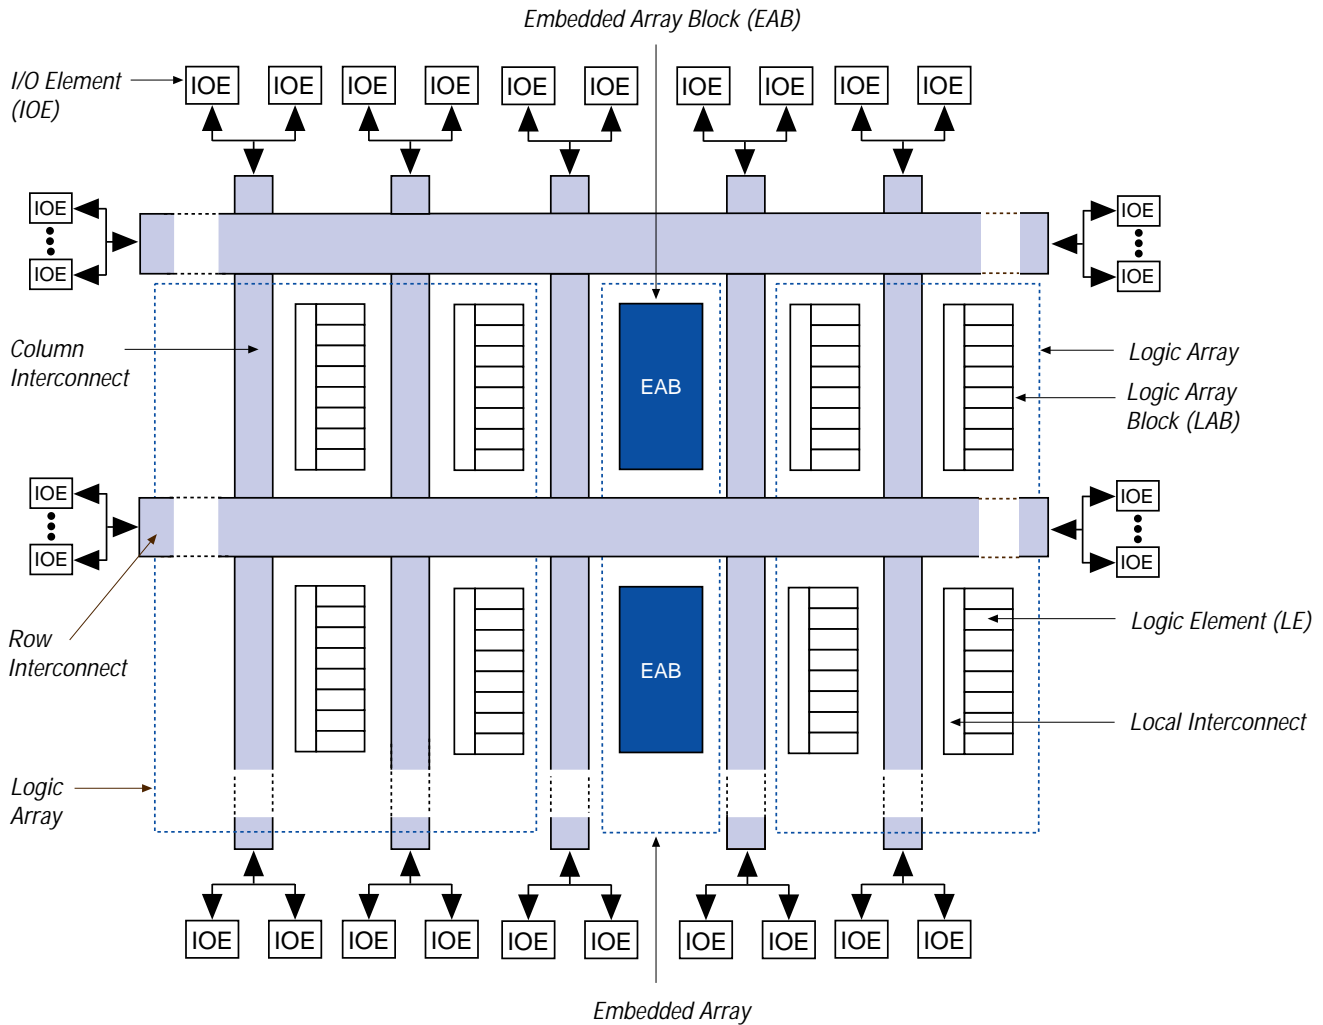 Embedded Array Block (EAB)
I/O Element
(IOE)
IOE IOE IOE IOE IOE IOE IOE IOE IOE IOE
IOE
IOE
IOE
IOE
Column
Interconnect
EAB
Logic Array
Logic Array
Block (LAB)
IOE
IOE
IOE
IOE
Row
Interconnect
EAB
Logic Element (LE)
Local Interconnect
Logic
Array
IOE IOE IOE IOE IOE IOE IOE IOE IOE IOE
Embedded Array